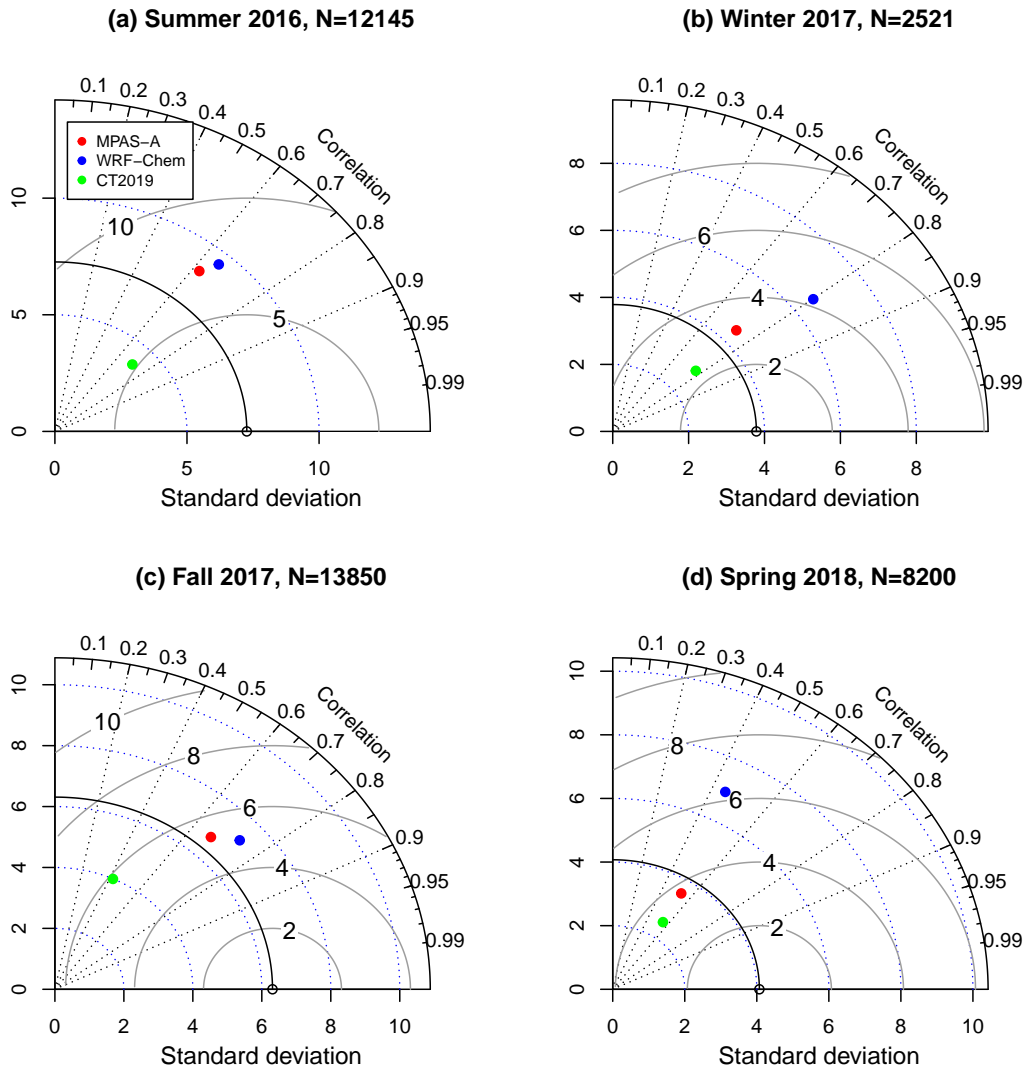 (a) Summer 2016, N=12145
0.1 0.2 0.3 0.4 0.5 0.6 0.7 0.8 0.9 0.95 0.99
Correlation
MPAS−A
WRF−Chem
CT2019
10
5
0 5 10
0 5 10
Standard deviation
(b) Winter 2017, N=2521
0.1 0.2 0.3 0.4 0.5 0.6 0.7 0.8 0.9 0.95 0.99
Correlation
6
4
2
0 2 4 6 8
0 2 4 6 8
Standard deviation
(c) Fall 2017, N=13850
0.1 0.2 0.3 0.4 0.5 0.6 0.7 0.8 0.9 0.95 0.99
Correlation
10
8
6
4
2
0 2 4 6 8 10
0 2 4 6 8 10
Standard deviation
(d) Spring 2018, N=8200
0.1 0.2 0.3 0.4 0.5 0.6 0.7 0.8 0.9 0.95 0.99
Correlation
8
6
4
2
0 2 4 6 8 10
0 2 4 6 8 10
Standard deviation